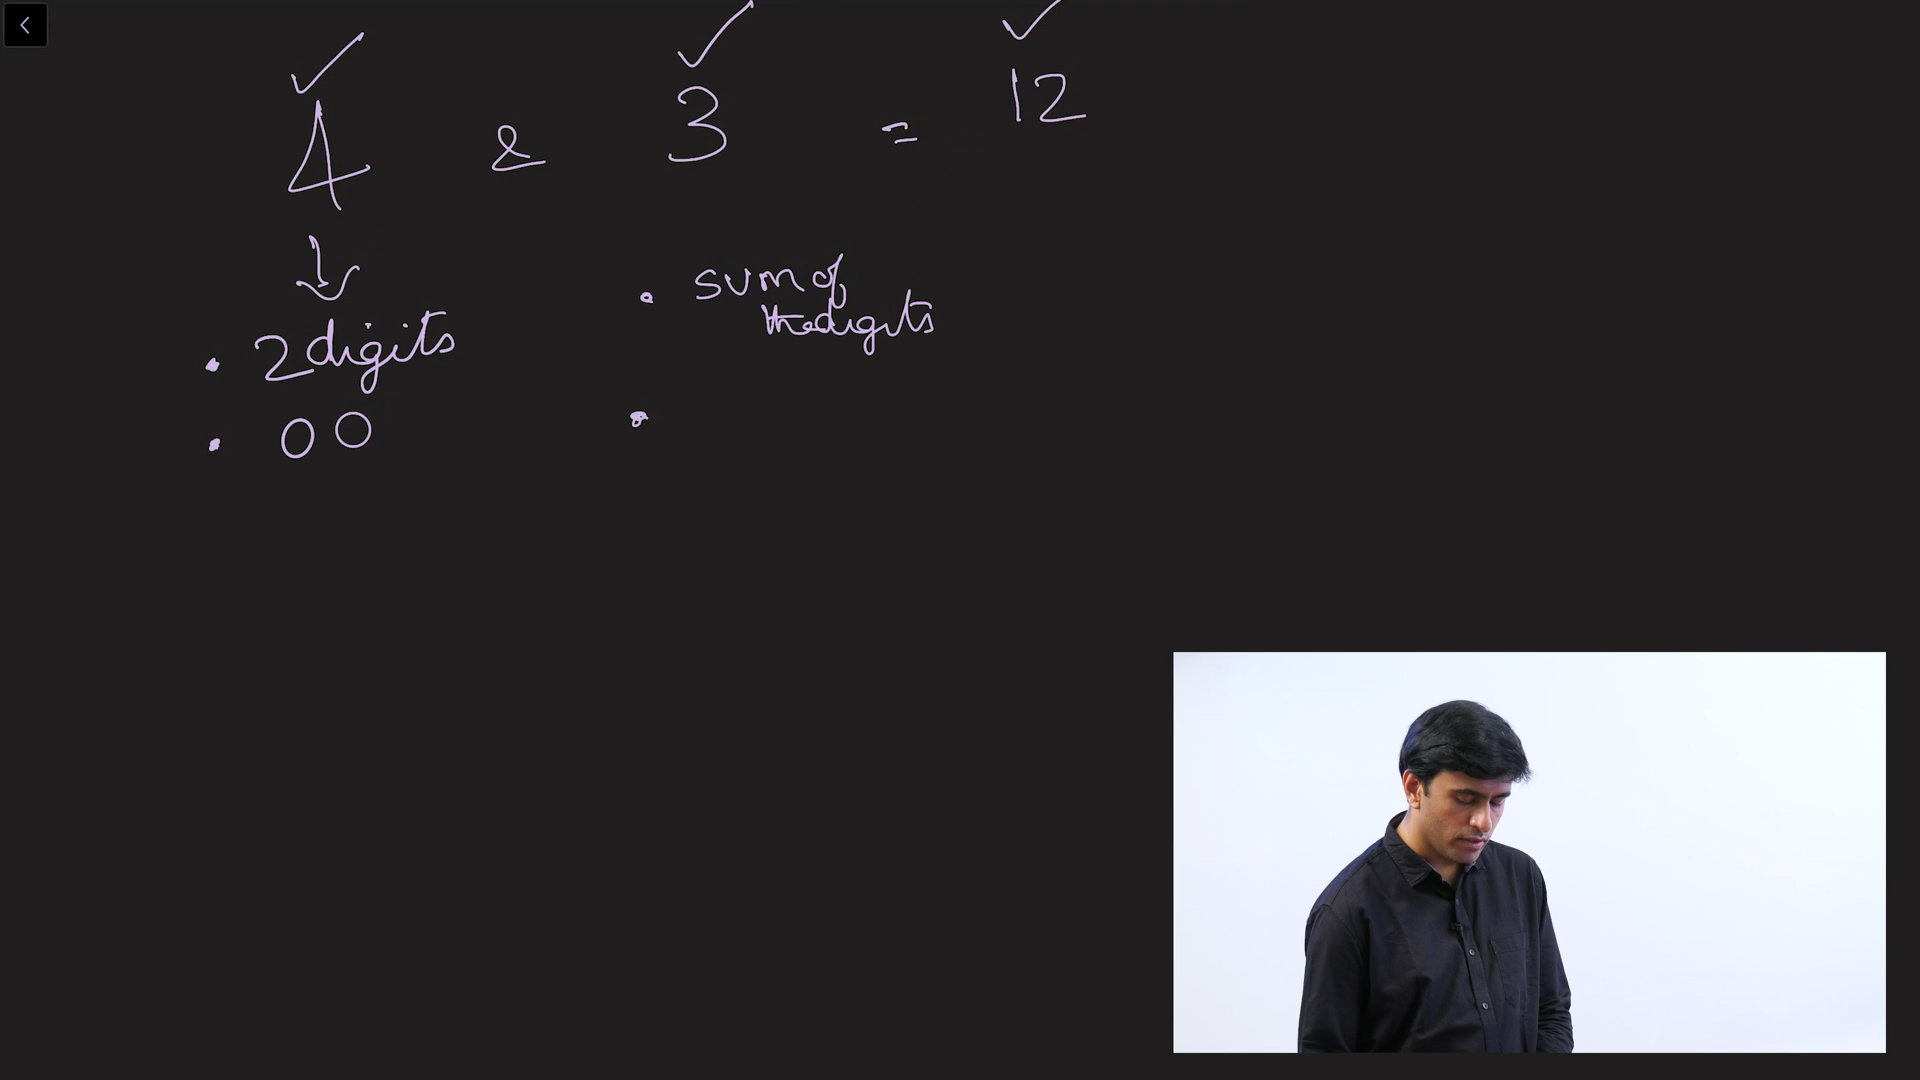 4 & 3 = 12
2 digits
00
sum of
the digits